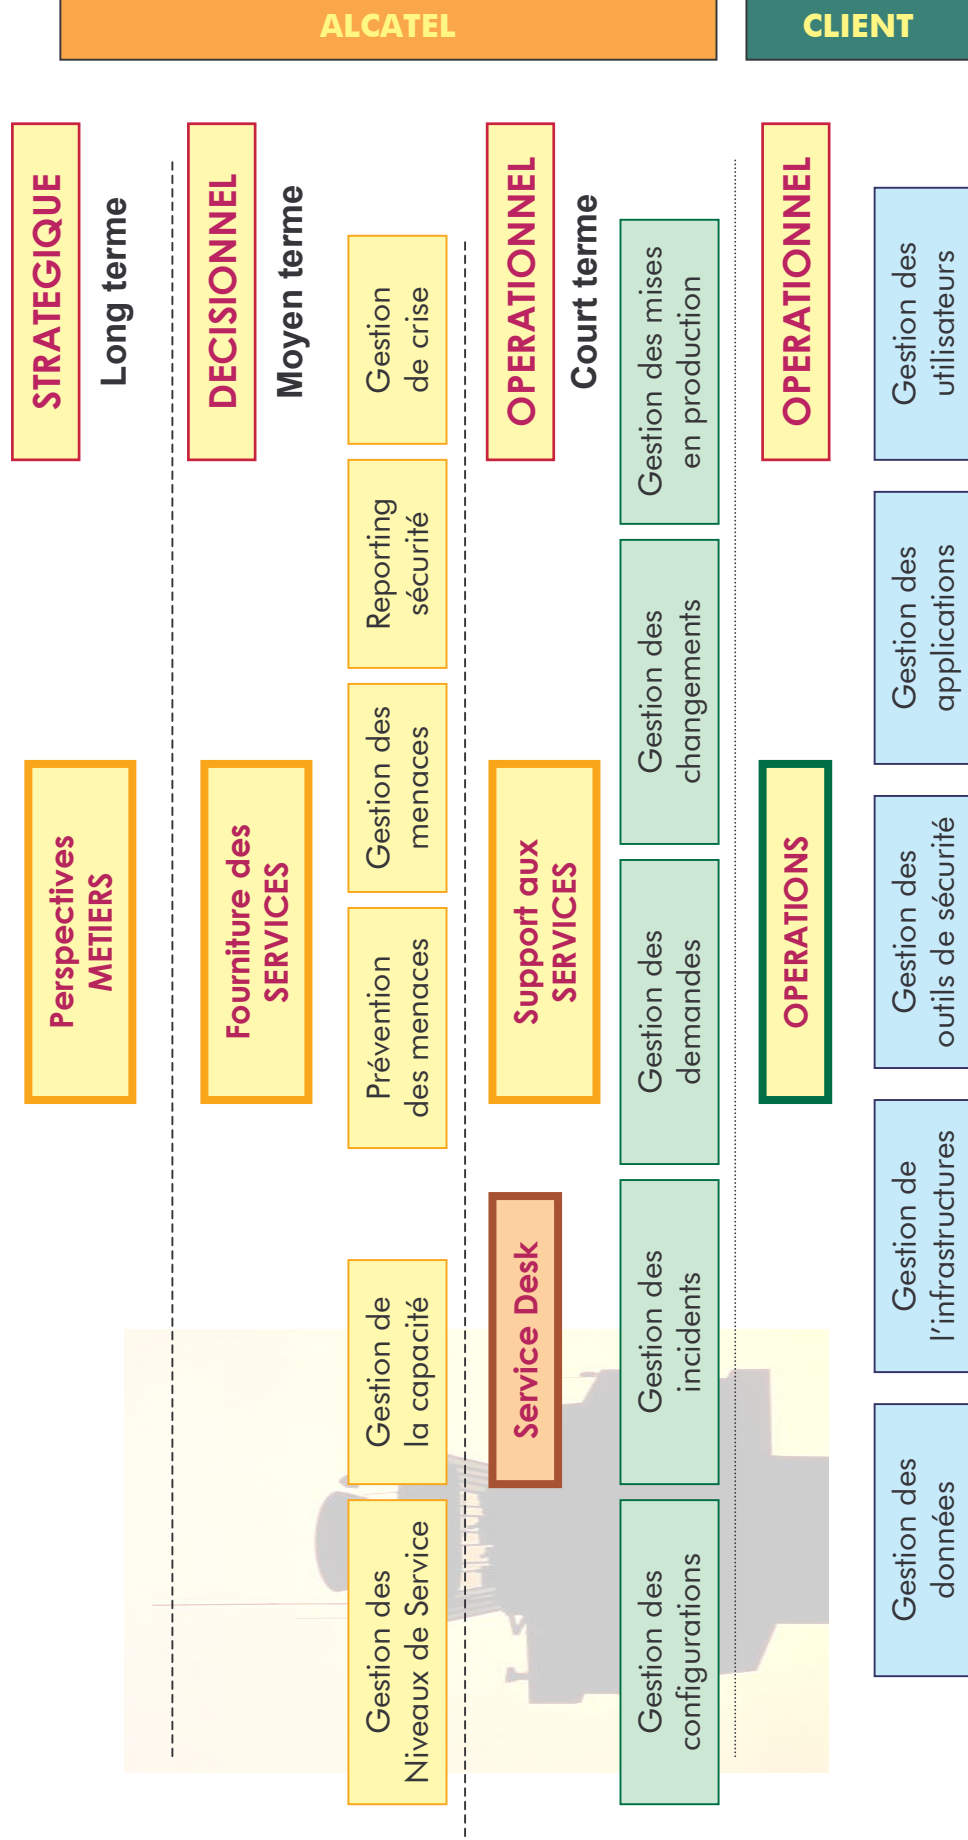 ALCATEL
CLIENT
Perspectives
METIERS
STRATEGIQUE
Long terme
Fourniture des
SERVICES
DECISIONNEL
Moyen terme
Gestion des
Niveaux de Service
Gestion de
la capacité
Prévention
des menaces
Gestion des
menaces
Reporting
sécurité
Gestion
de crise
Service Desk
Support aux
SERVICES
OPERATIONNEL
Court terme
Gestion des
configurations
Gestion des
incidents
Gestion des
demandes
Gestion des
changements
Gestion des mises
en production
OPERATIONS
OPERATIONNEL
Gestion des
données
Gestion de
l'infrastructures
Gestion des
outils de sécurité
Gestion des
applications
Gestion des
utilisateurs